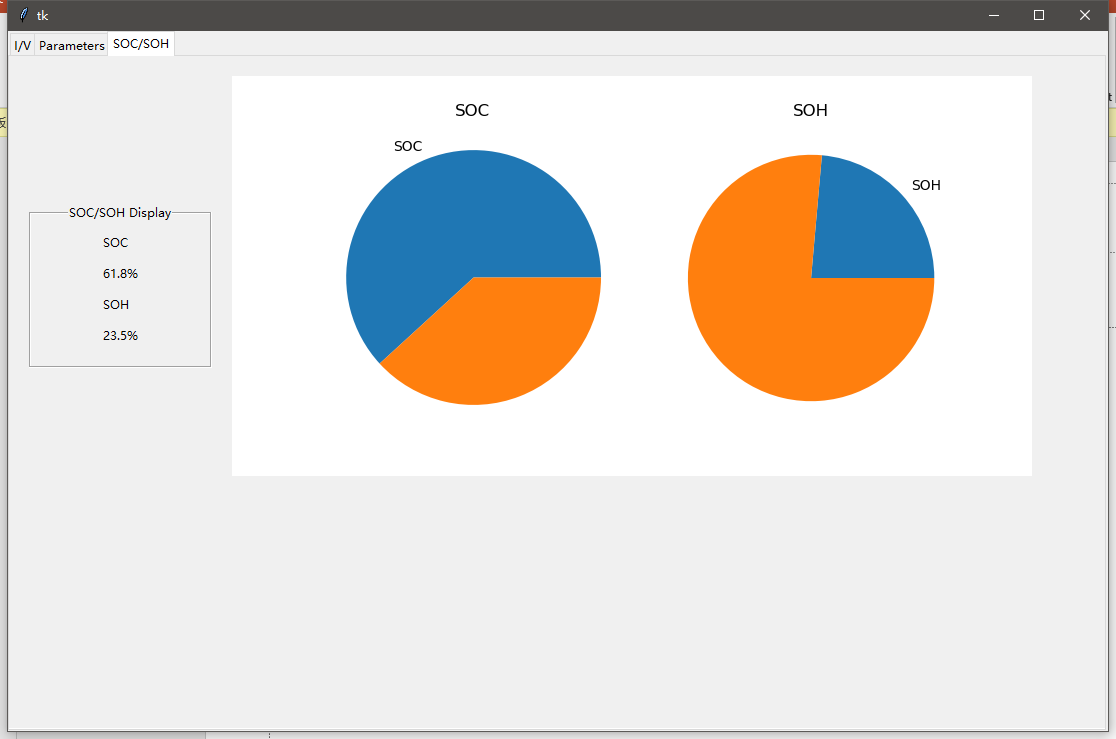 tk
I/V
Parameters
SOC/SOH
SOC/SOH Display
SOC
61.8%
SOH
23.5%
SOC
SOC
SOH
SOH